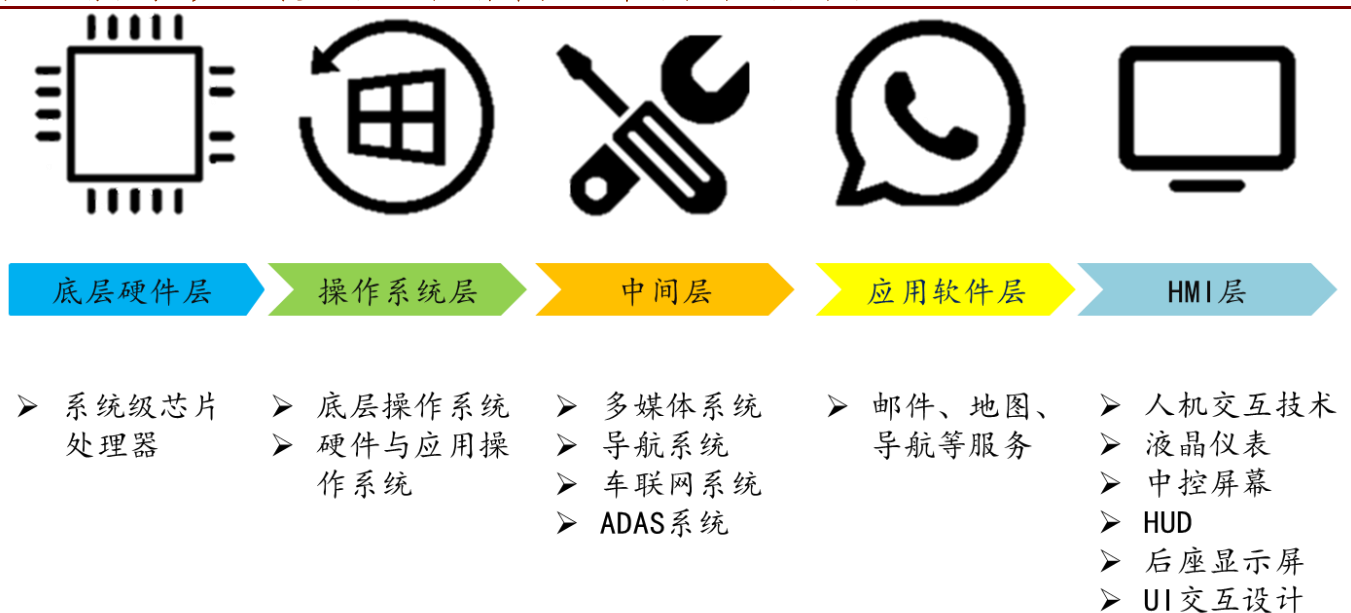 底层硬件层
操作系统层
中间层
应用软件层
HMI层
➢ 系统级芯片
处理器
➢ 底层操作系统
➢ 硬件与应用操
作系统
➢ 多媒体系统
➢ 导航系统
➢ 车联网系统
➢ ADAS系统
➢ 邮件、地图、
导航等服务
➢ 人机交互技术
➢ 液晶仪表
➢ 中控屏幕
➢ HUD
➢ 后座显示屏
➢ UI交互设计